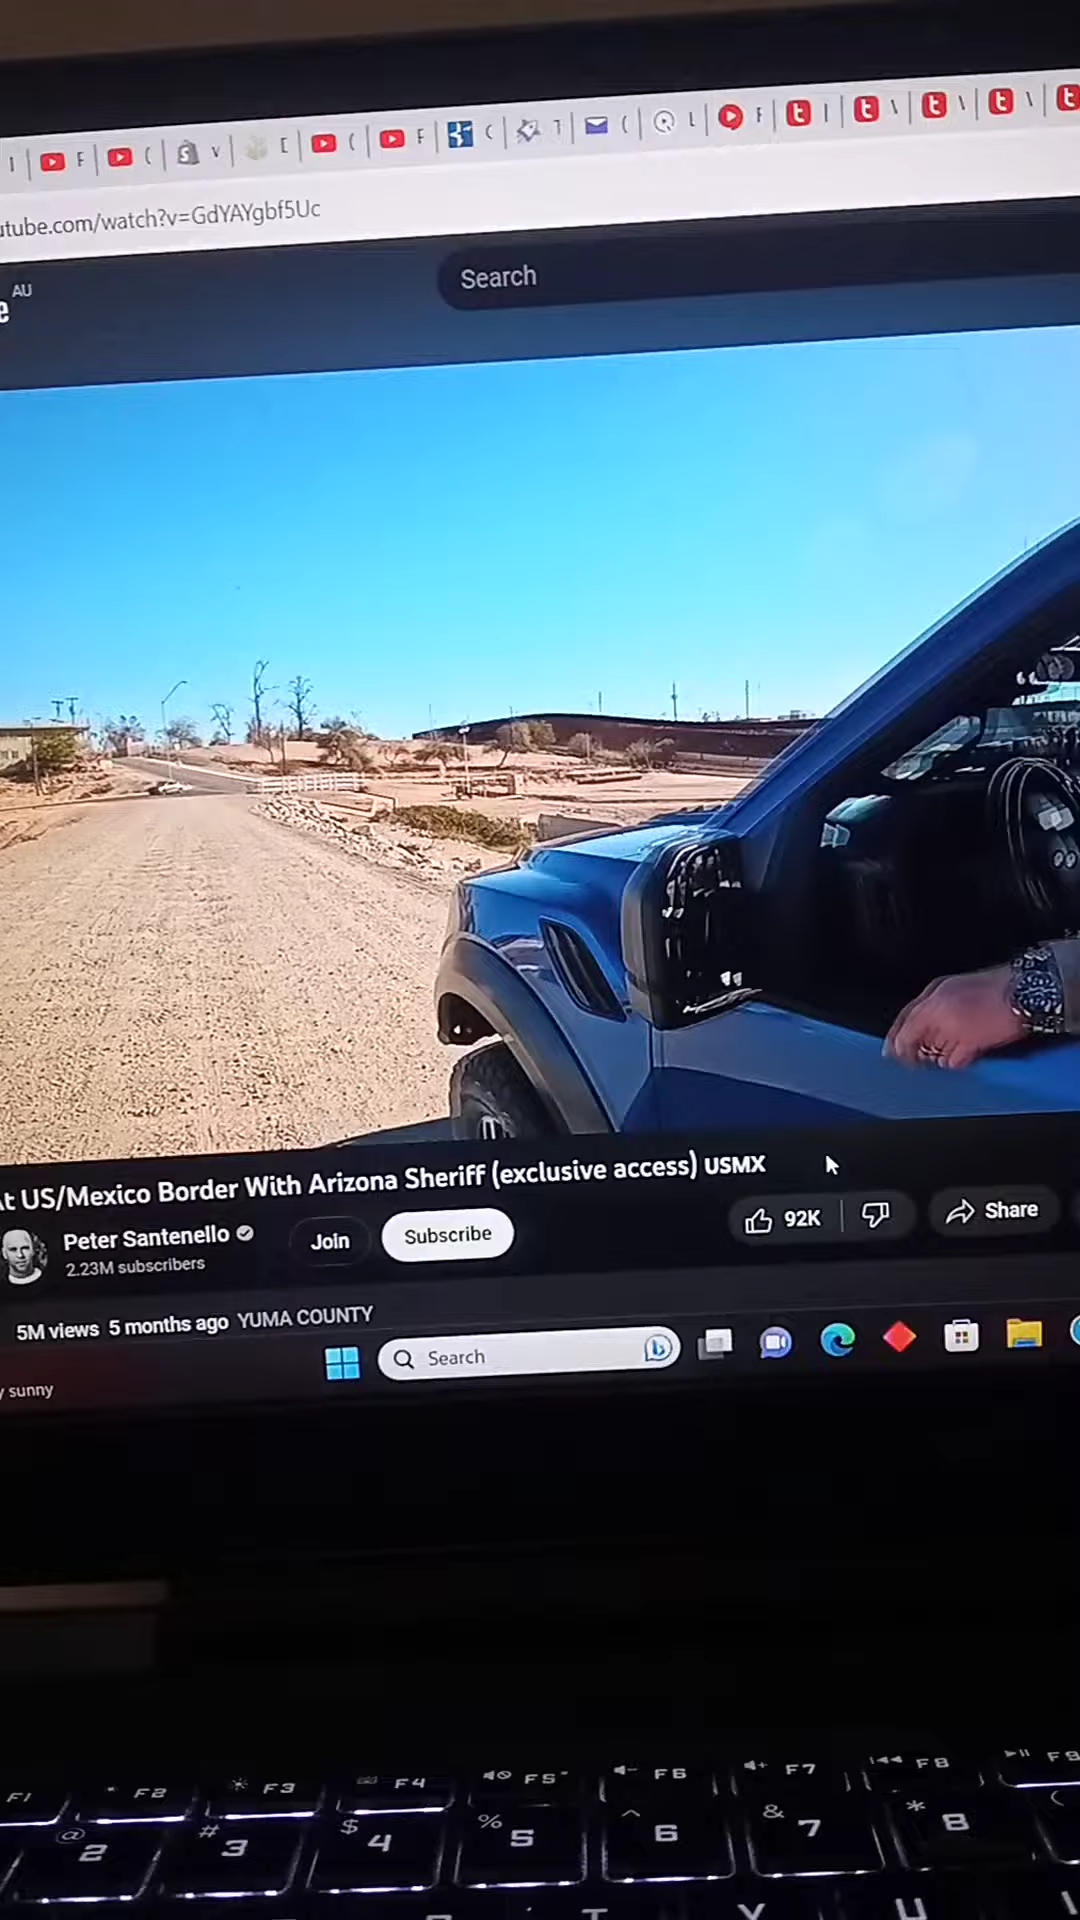 utube.com/watch?v=GdYAYgbf5Uc
AU
e
Search
At US/Mexico Border With Arizona Sheriff (exclusive access) USMX
Peter Santenello
2.23M subscribers
Join
Subscribe
92K
Share
5M views 5 months ago YUMA COUNTY
y sunny
Search
F1 F2 F3 F4 F5 F6 F7 F8 F9
@ # $ % ^ & * (
2 3 4 5 6 7 8
T Y U I